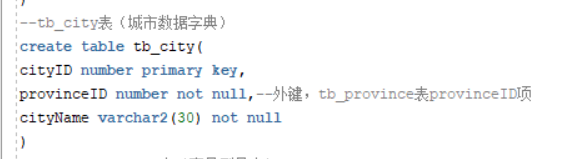 )
--tb_city表（城市数据字典）
create table tb_city(
cityID number primary key,
provinceID number not null,--外键，tb_province表provinceID项
cityName varchar2(30) not null
)